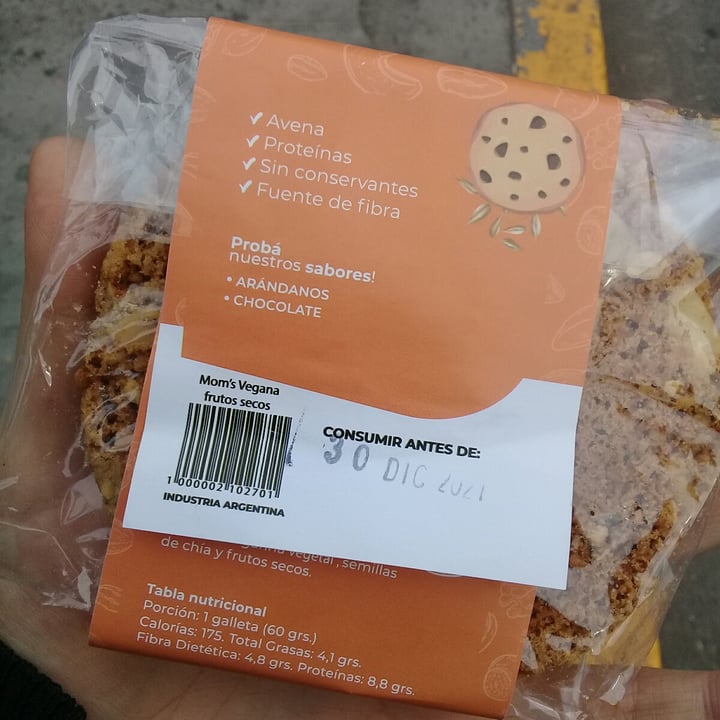 Avena
Proteínas
Sin conservantes
Fuente de fibra
Probá
nuestros sabores!
• ARÁNDANOS
• CHOCOLATE
Mom's Vegana
frutos secos
1 000002 102701
INDUSTRIA ARGENTINA
CONSUMIR ANTES DE:
30 DIC 2021
vegetal, semillas
de chía y frutos secos.
Tabla nutricional
Porción: 1 galleta (60 grs.)
Calorías: 175. Total Grasas: 4,1 grs.
Fibra Dietética: 4,8 grs. Proteínas: 8,8 grs.